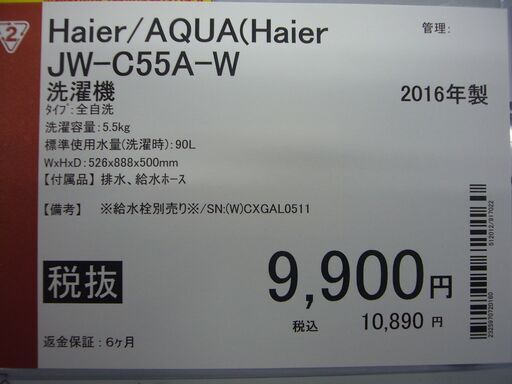 2
Haier/AQUA(Haier
管理:
JW-C55A-W
洗濯機
2016年製
ﾀｲﾌﾟ:全自洗
洗濯容量:5.5kg
標準使用水量(洗濯時):90L
WxHxD:526x888x500mm
【付属品】排水、給水ホース
【備考】 ※給水栓別売り※/SN:(W)CXGAL0511
税抜
9,900円
税込 10,890 円
返金保証:6ヶ月
512012/917022
2325970720160